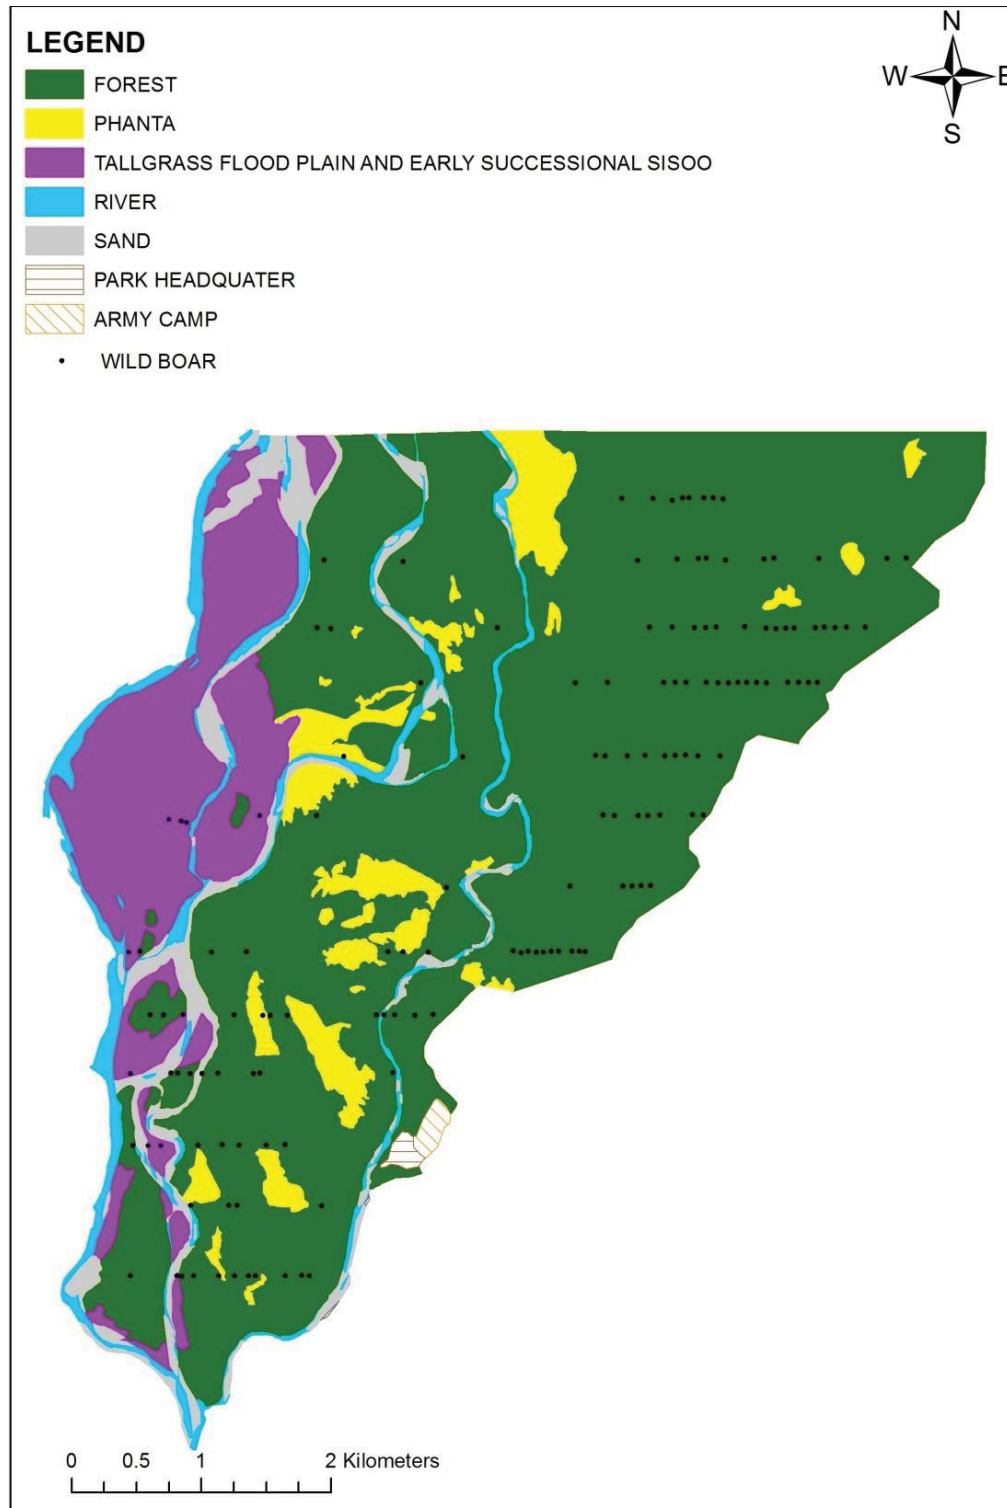 LEGEND
FOREST
PHANTA
TALLGRASS FLOOD PLAIN AND EARLY SUCCESSIONAL SISOO
RIVER
SAND
PARK HEADQUATER
ARMY CAMP
WILD BOAR
N
W E
S
0 0.5 1 2 Kilometers